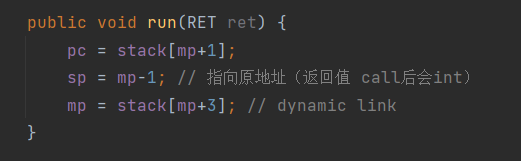 public void run(RET ret) {
pc = stack[mp+1];
sp = mp-1; // 指向原地址（返回值 call后会int）
mp = stack[mp+3]; // dynamic link
}